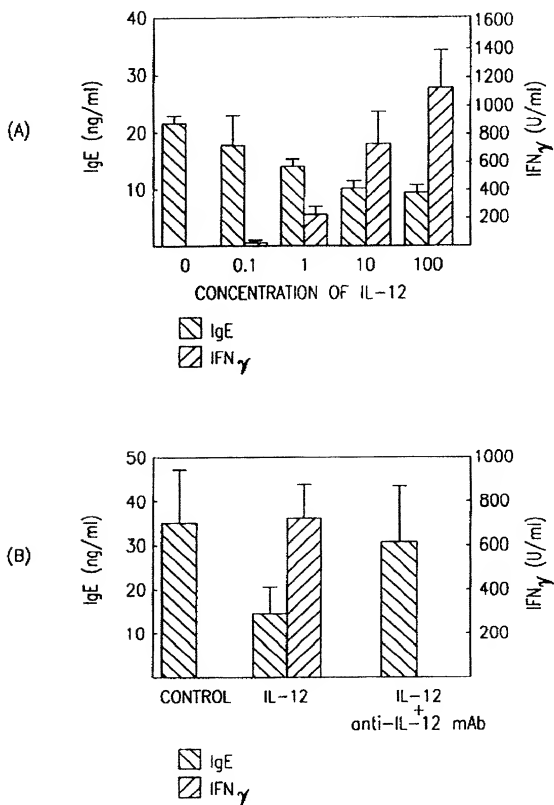 (A)
IgE (ng/ml)
40
30
20
10
1600
1400
1200
1000
800
600
400
200
IFNγ (U/ml)
0 0.1 1 10 100
CONCENTRATION OF IL-12
IgE
IFNγ
(B)
IgE (ng/ml)
50
40
30
20
10
1000
800
600
400
200
IFNγ (U/ml)
CONTROL IL-12 IL-12
+
anti-IL-12 mAb
IgE
IFNγ